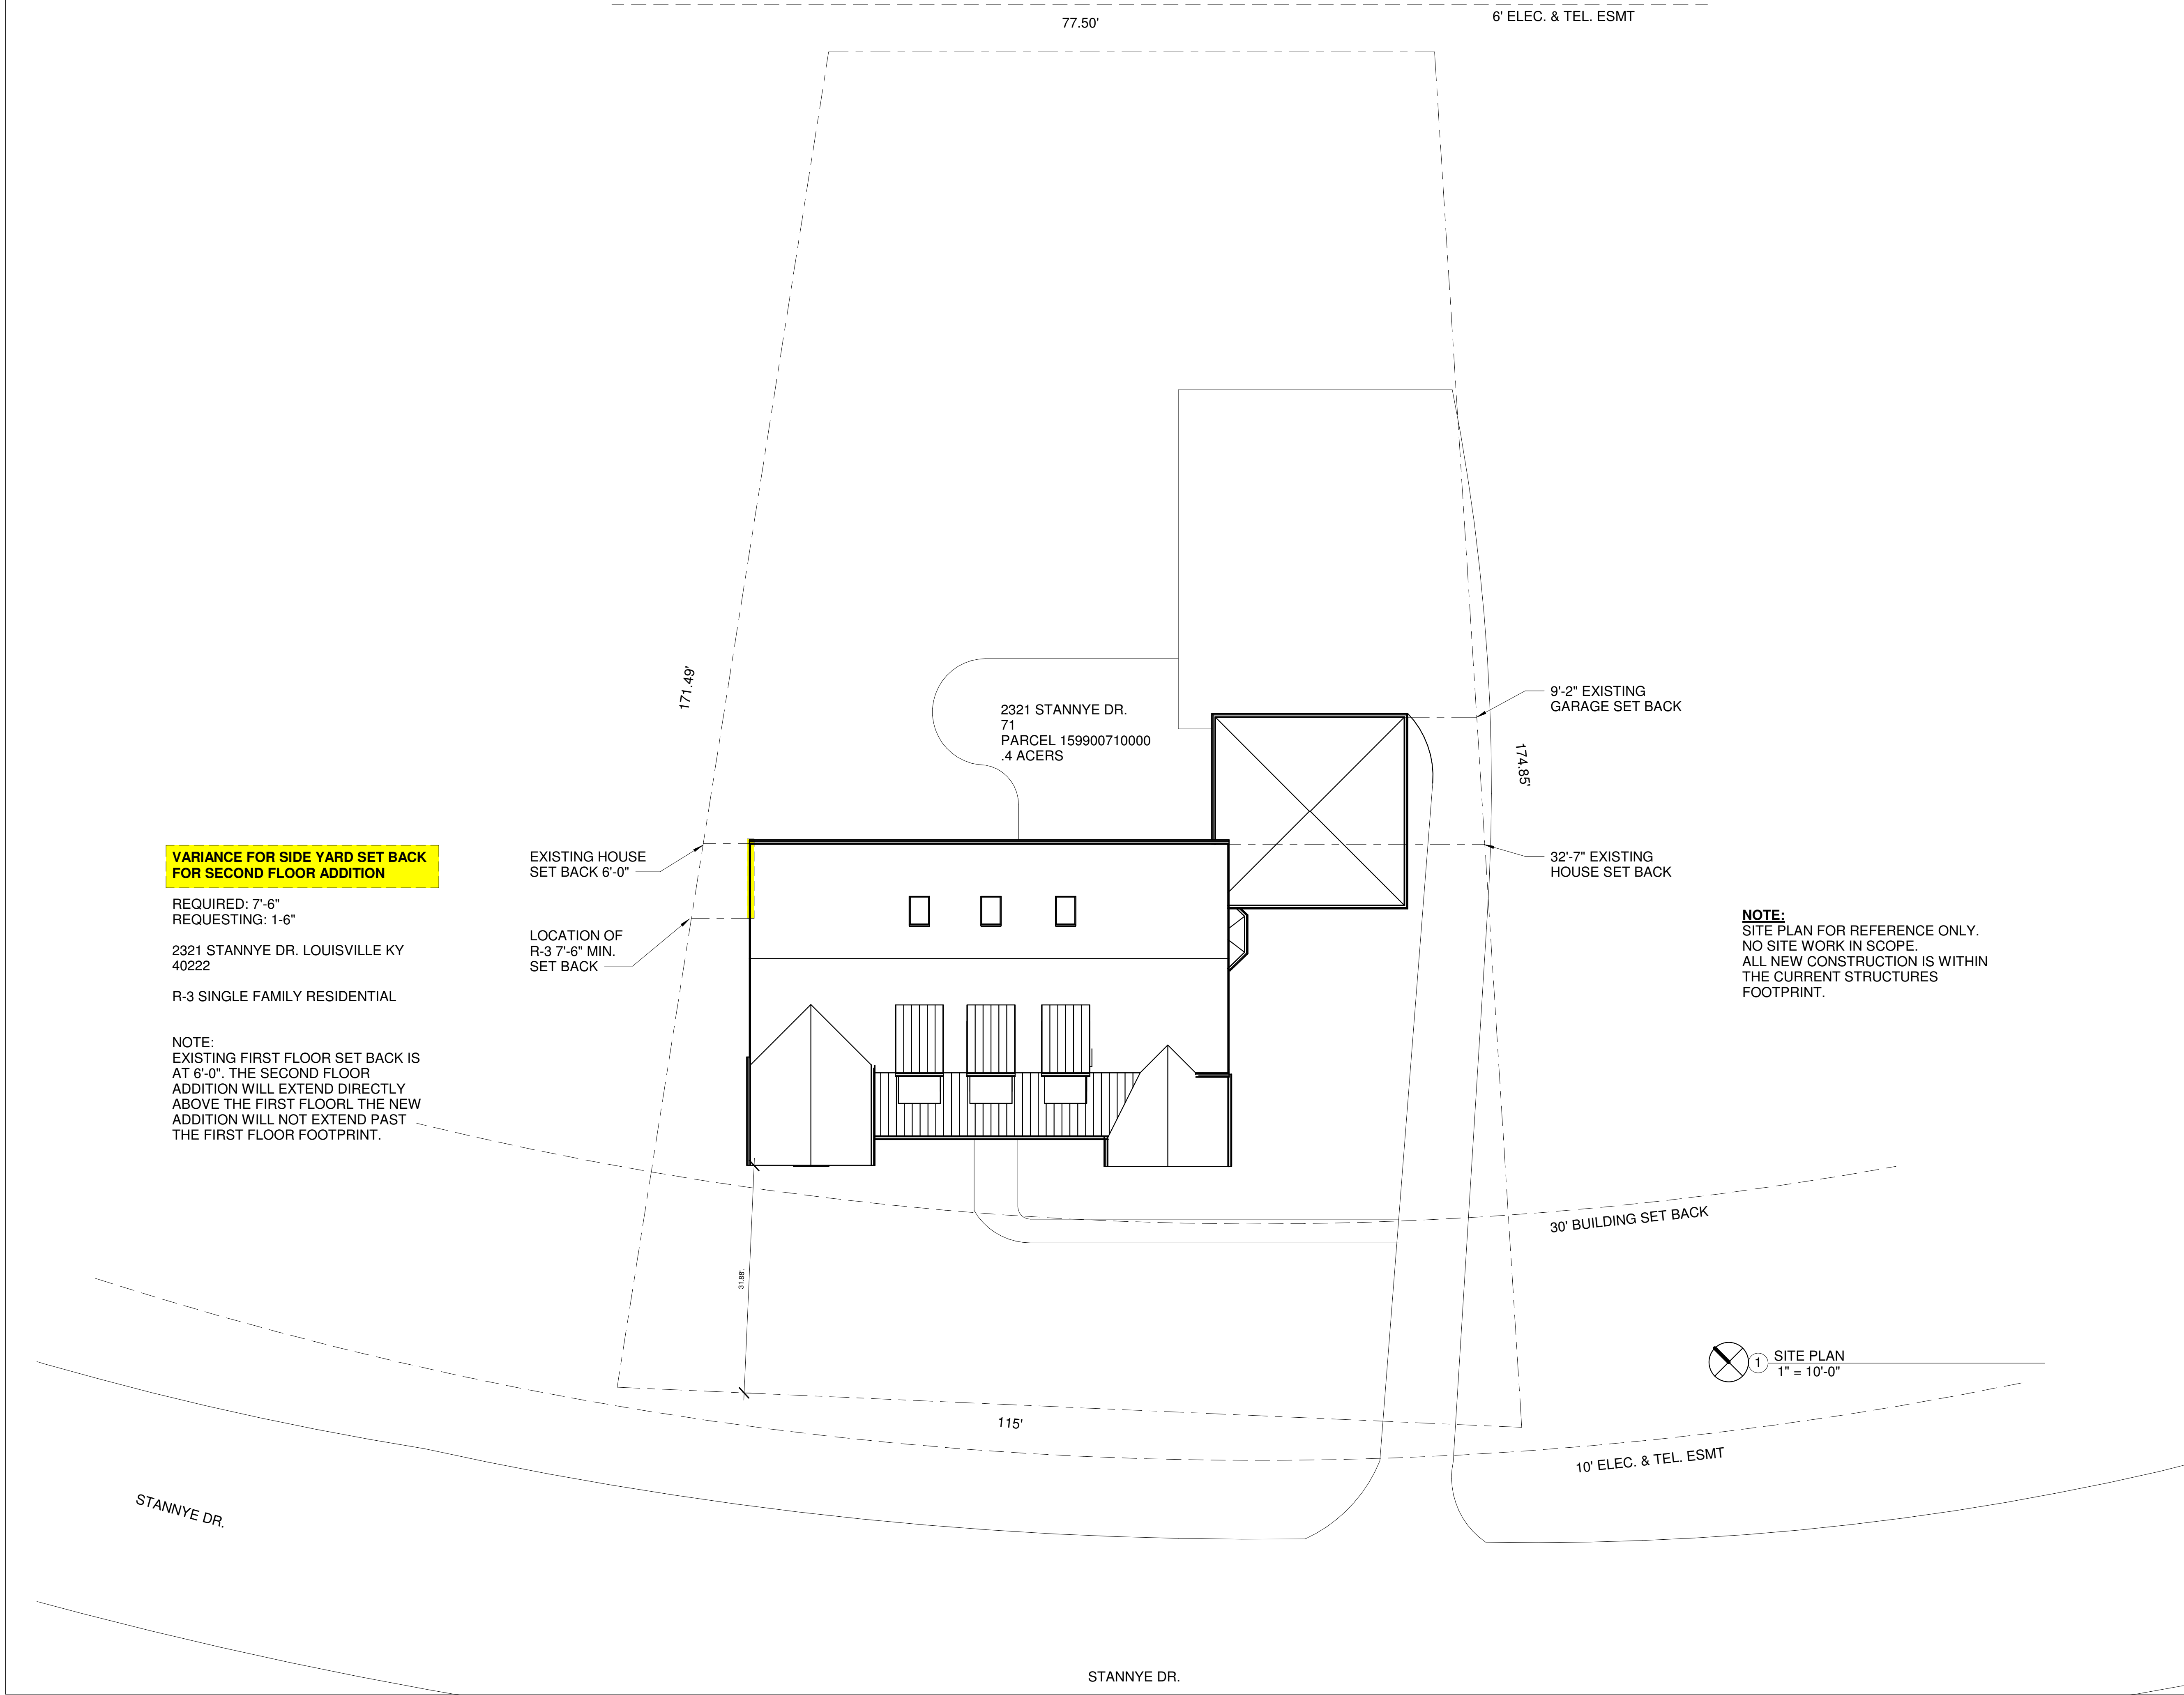 77.50'
6' ELEC. & TEL. ESMT
171.49'
2321 STANNYE DR.
71
PARCEL 159900710000
.4 ACERS
9'-2" EXISTING
GARAGE SET BACK
174.85'
VARIANCE FOR SIDE YARD SET BACK
FOR SECOND FLOOR ADDITION
REQUIRED: 7'-6"
REQUESTING: 1-6"
2321 STANNYE DR. LOUISVILLE KY
40222
R-3 SINGLE FAMILY RESIDENTIAL
NOTE:
EXISTING FIRST FLOOR SET BACK IS
AT 6'-0". THE SECOND FLOOR
ADDITION WILL EXTEND DIRECTLY
ABOVE THE FIRST FLOORL THE NEW
ADDITION WILL NOT EXTEND PAST
THE FIRST FLOOR FOOTPRINT.
EXISTING HOUSE
SET BACK 6'-0"
LOCATION OF
R-3 7'-6" MIN.
SET BACK
32'-7" EXISTING
HOUSE SET BACK
NOTE:
SITE PLAN FOR REFERENCE ONLY.
NO SITE WORK IN SCOPE.
ALL NEW CONSTRUCTION IS WITHIN
THE CURRENT STRUCTURES
FOOTPRINT.
30' BUILDING SET BACK
31.88'.
1
SITE PLAN
1" = 10'-0"
115'
10' ELEC. & TEL. ESMT
STANNYE DR.
STANNYE DR.